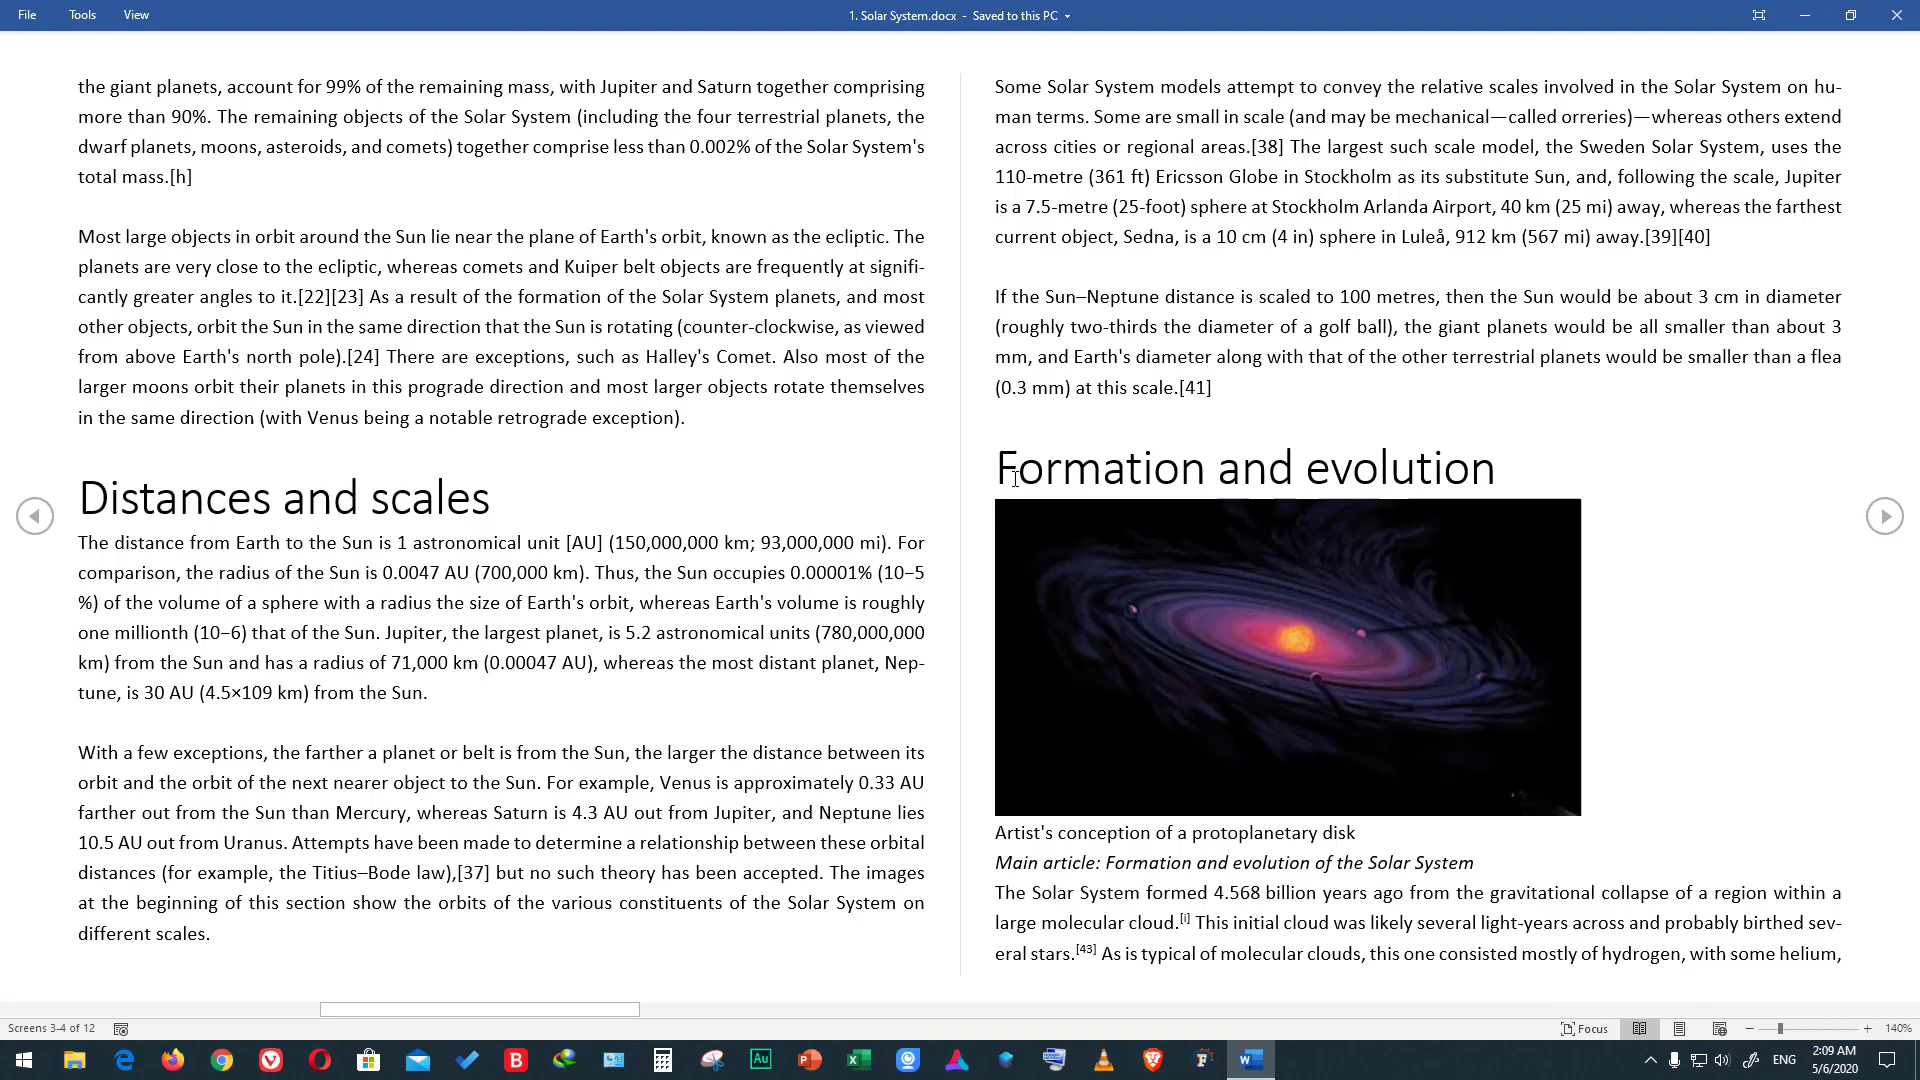 File Tools View 1. Solar System.docx - Saved to this PC
the giant planets, account for 99% of the remaining mass, with Jupiter and Saturn together comprising
more than 90%. The remaining objects of the Solar System (including the four terrestrial planets, the
dwarf planets, moons, asteroids, and comets) together comprise less than 0.002% of the Solar System's
total mass.[h]
Most large objects in orbit around the Sun lie near the plane of Earth's orbit, known as the ecliptic. The
planets are very close to the ecliptic, whereas comets and Kuiper belt objects are frequently at signifi-
cantly greater angles to it.[22][23] As a result of the formation of the Solar System planets, and most
other objects, orbit the Sun in the same direction that the Sun is rotating (counter-clockwise, as viewed
from above Earth's north pole).[24] There are exceptions, such as Halley's Comet. Also most of the
larger moons orbit their planets in this prograde direction and most larger objects rotate themselves
in the same direction (with Venus being a notable retrograde exception).
Distances and scales
The distance from Earth to the Sun is 1 astronomical unit [AU] (150,000,000 km; 93,000,000 mi). For
comparison, the radius of the Sun is 0.0047 AU (700,000 km). Thus, the Sun occupies 0.00001% (10−5
%) of the volume of a sphere with a radius the size of Earth's orbit, whereas Earth's volume is roughly
one millionth (10−6) that of the Sun. Jupiter, the largest planet, is 5.2 astronomical units (780,000,000
km) from the Sun and has a radius of 71,000 km (0.00047 AU), whereas the most distant planet, Nep-
tune, is 30 AU (4.5×109 km) from the Sun.
With a few exceptions, the farther a planet or belt is from the Sun, the larger the distance between its
orbit and the orbit of the next nearer object to the Sun. For example, Venus is approximately 0.33 AU
farther out from the Sun than Mercury, whereas Saturn is 4.3 AU out from Jupiter, and Neptune lies
10.5 AU out from Uranus. Attempts have been made to determine a relationship between these orbital
distances (for example, the Titius–Bode law),[37] but no such theory has been accepted. The images
at the beginning of this section show the orbits of the various constituents of the Solar System on
different scales.
Some Solar System models attempt to convey the relative scales involved in the Solar System on hu-
man terms. Some are small in scale (and may be mechanical—called orreries)—whereas others extend
across cities or regional areas.[38] The largest such scale model, the Sweden Solar System, uses the
110-metre (361 ft) Ericsson Globe in Stockholm as its substitute Sun, and, following the scale, Jupiter
is a 7.5-metre (25-foot) sphere at Stockholm Arlanda Airport, 40 km (25 mi) away, whereas the farthest
current object, Sedna, is a 10 cm (4 in) sphere in Luleå, 912 km (567 mi) away.[39][40]
If the Sun–Neptune distance is scaled to 100 metres, then the Sun would be about 3 cm in diameter
(roughly two-thirds the diameter of a golf ball), the giant planets would be all smaller than about 3
mm, and Earth's diameter along with that of the other terrestrial planets would be smaller than a flea
(0.3 mm) at this scale.[41]
Formation and evolution
Artist's conception of a protoplanetary disk
Main article: Formation and evolution of the Solar System
The Solar System formed 4.568 billion years ago from the gravitational collapse of a region within a
large molecular cloud.[i] This initial cloud was likely several light-years across and probably birthed sev-
eral stars.[43] As is typical of molecular clouds, this one consisted mostly of hydrogen, with some helium,
Screens 3-4 of 12 Focus 140%
ENG 2:09 AM
5/6/2020